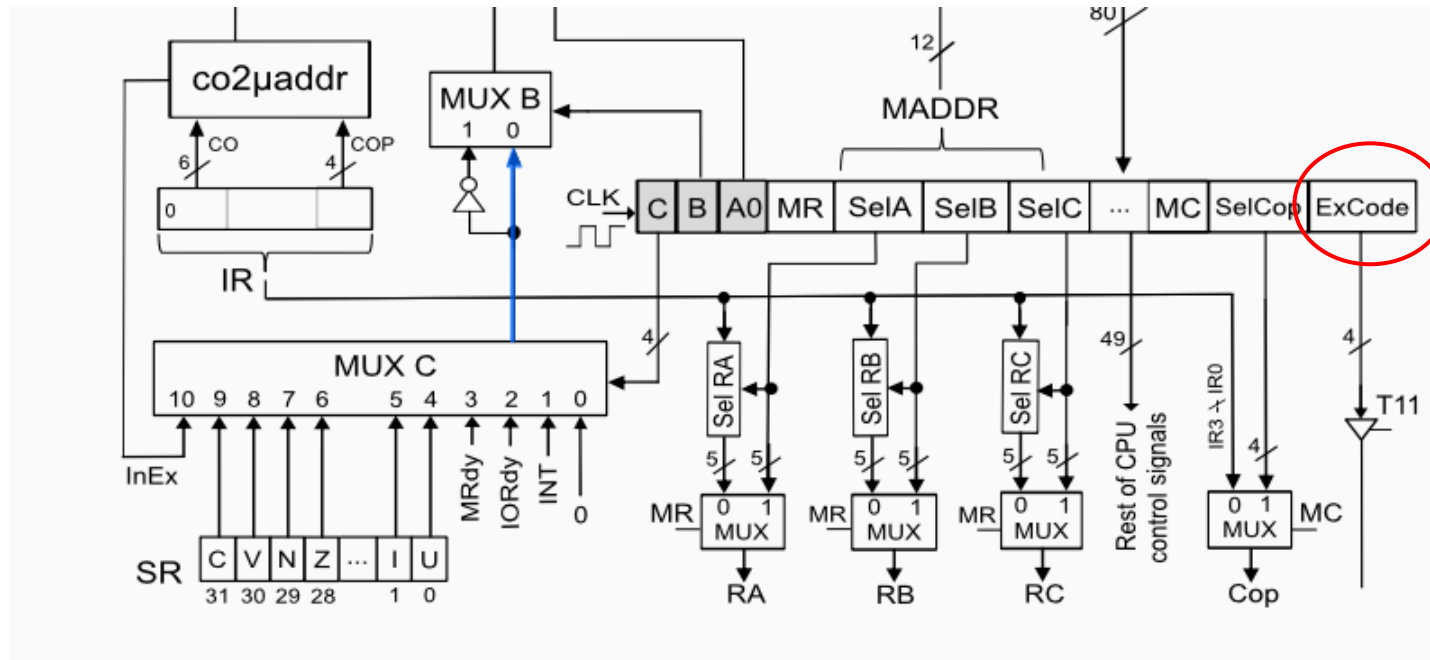 80
12
co2µaddr
MUX B
1 0
MADDR
6 CO 4 COP
CLK
C B A0 MR SelA SelB SelC ... MC SelCop ExCode
0
IR
4
49
4
MUX C
10 9 8 7 6 5 4 3 2 1 0
Sel RA
Sel RB
Sel RC
IR3 ÷ IR0
T11
InEx
MRdy
IORdy
INT
0
5 5 5 5 5 5 4
Rest of CPU
control signals
MR 0 1 MUX
MR 0 1 MUX
MR 0 1 MUX
0 1 MUX MC
SR C V N Z ... I U
31 30 29 28 1 0
RA RB RC Cop